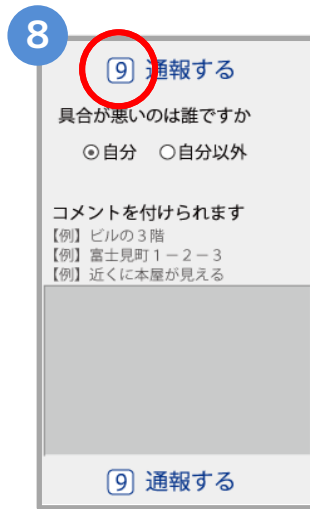 8
9 通報する
具合が悪いのは誰ですか
◉自分 ○自分以外
コメントを付けられます
【例】ビルの３階
【例】富士見町１－２－３
【例】近くに本屋が見える
9 通報する